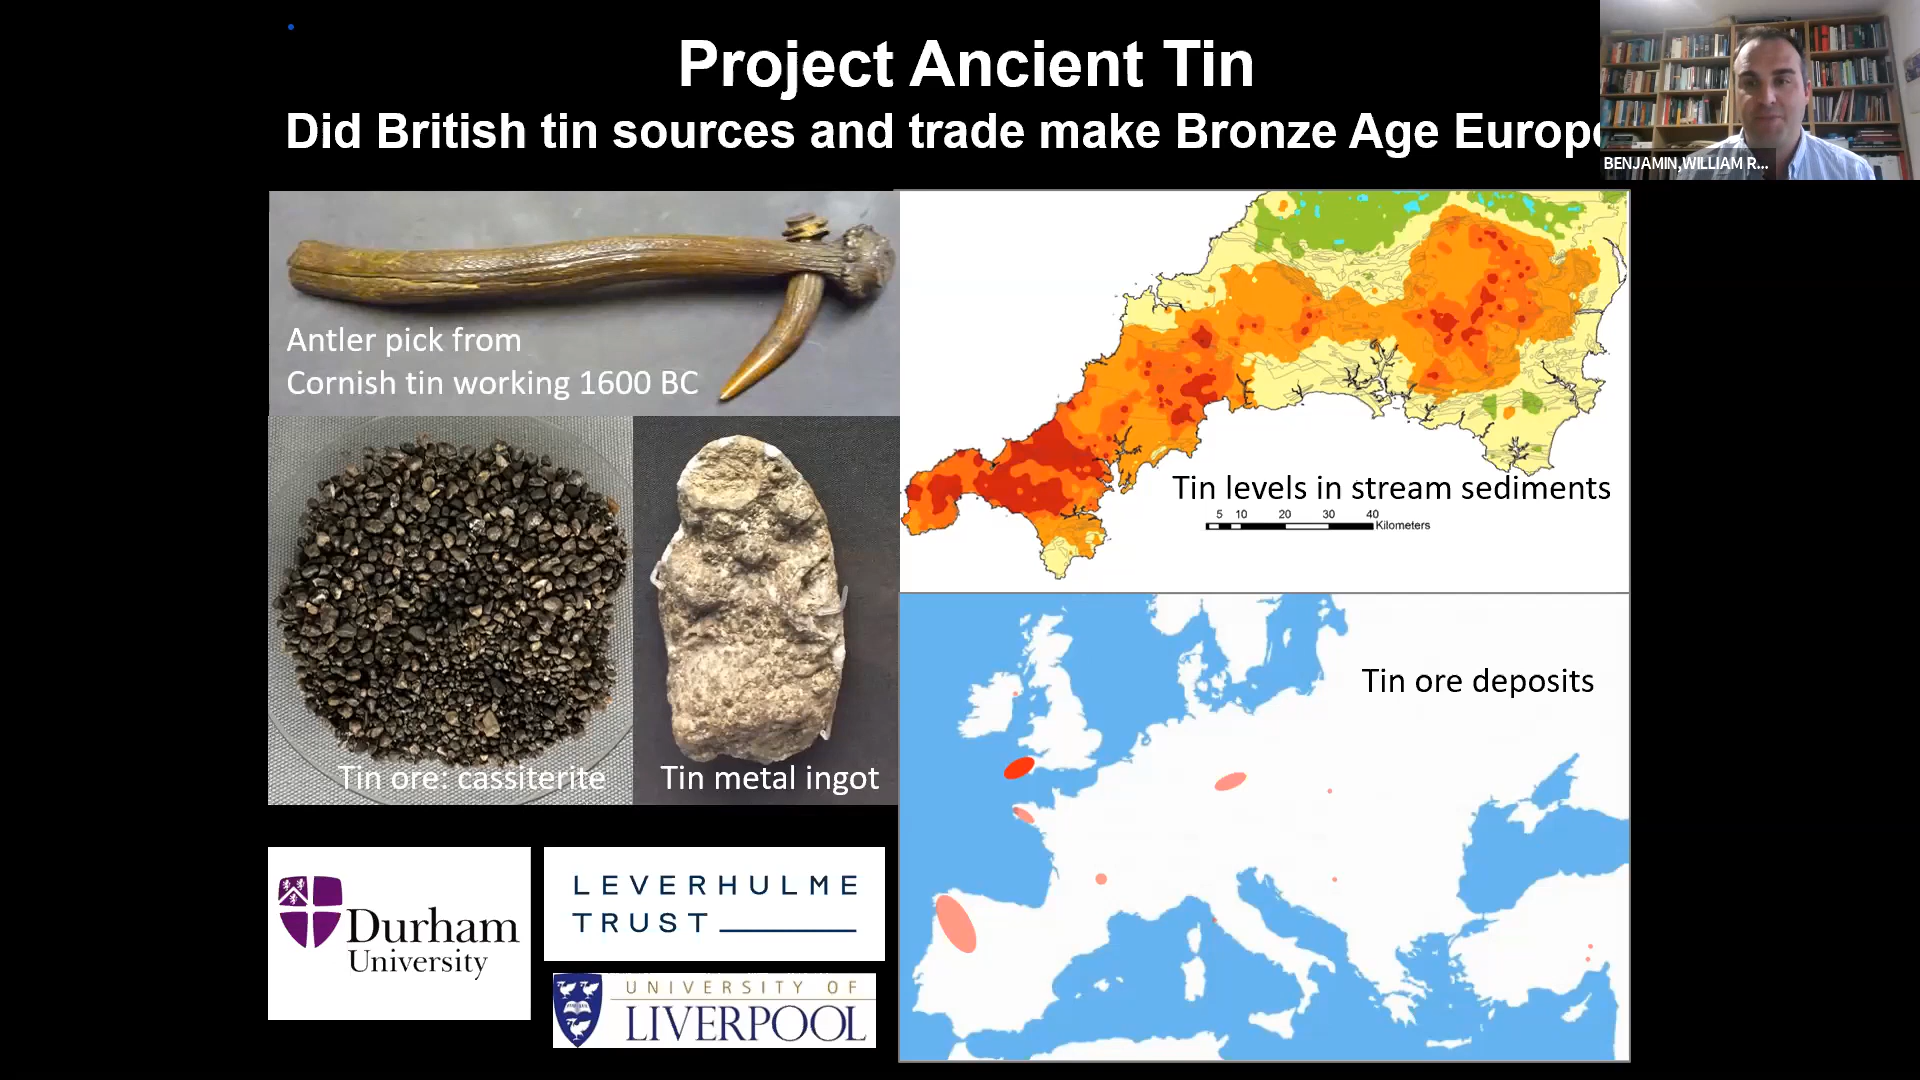 Project Ancient Tin
Did British tin sources and trade make Bronze Age Europe
BENJAMIN,WILLIAM R...
Antler pick from
Cornish tin working 1600 BC
Tin levels in stream sediments
5 10 20 30 40
Kilometers
Tin ore deposits
Tin ore: cassiterite
Tin metal ingot
Durham
University
LEVERHULME
TRUST
UNIVERSITY OF
LIVERPOOL